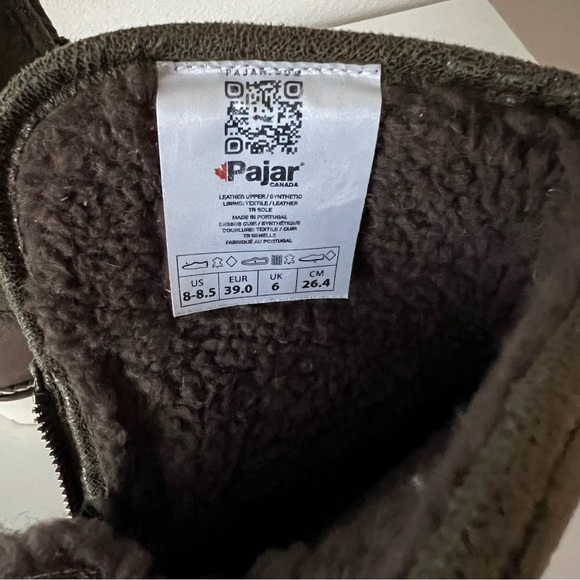 PAJAR.COM
Pajar®
CANADA
LEATHER UPPER / SYNTHETIC
LINING: TEXTILE / LEATHER
TR SOLE
MADE IN PORTUGAL
DESSUS CUIR / SYNTHÉTIQUE
DOUBLURE: TEXTILE / CUIR
TR SEMELLE
FABRIQUÉ AU PORTUGAL
US EUR UK CM
8-8.5 39.0 6 26.4